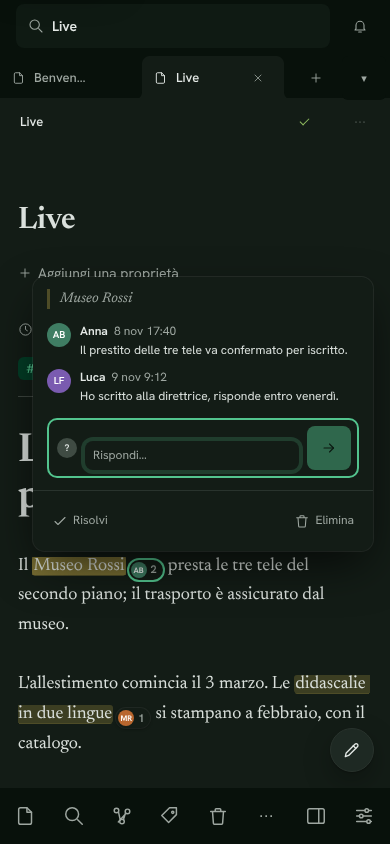 Live
Benven...
Live
Live
Live
Aggiungi una proprietà
Museo Rossi
AB Anna 8 nov 17:40
Il prestito delle tre tele va confermato per iscritto.
LF Luca 9 nov 9:12
Ho scritto alla direttrice, risponde entro venerdì.
? Rispondi...
Risolvi Elimina
#
L
p
Il Museo Rossi AB 2 presta le tre tele del
secondo piano; il trasporto è assicurato dal
museo.
L'allestimento comincia il 3 marzo. Le didascalie
in due lingue MR 1 si stampano a febbraio, con il
catalogo.